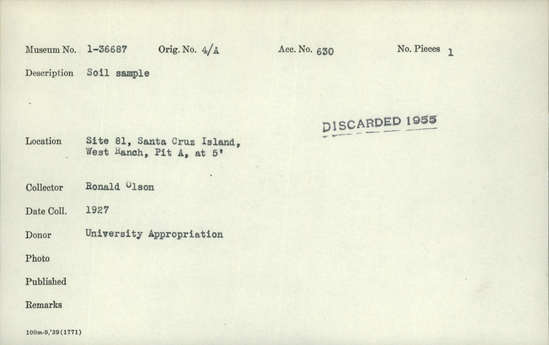 Museum No. 1-36687 Orig. No. 4/A Acc. No. 630 No. Pieces 1
Description Soil sample
DISCARDED 1955
Location Site 81, Santa Cruz Island,
West Ranch, Pit A, at 5'
Collector Ronald Olson
Date Coll. 1927
Donor University Appropriation
Photo
Published
Remarks
100m-9,'39(1771)